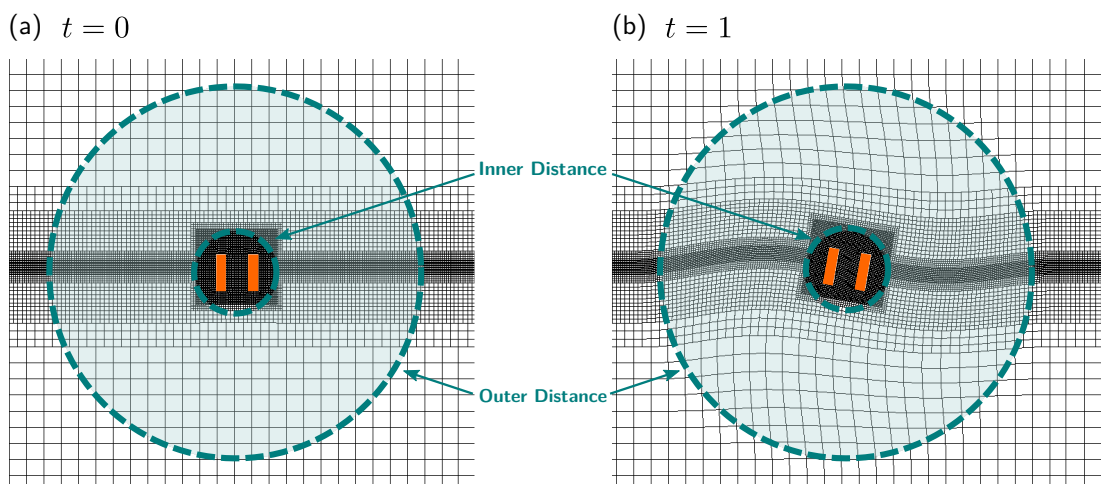 (a) t = 0
(b) t = 1
Inner Distance
Outer Distance